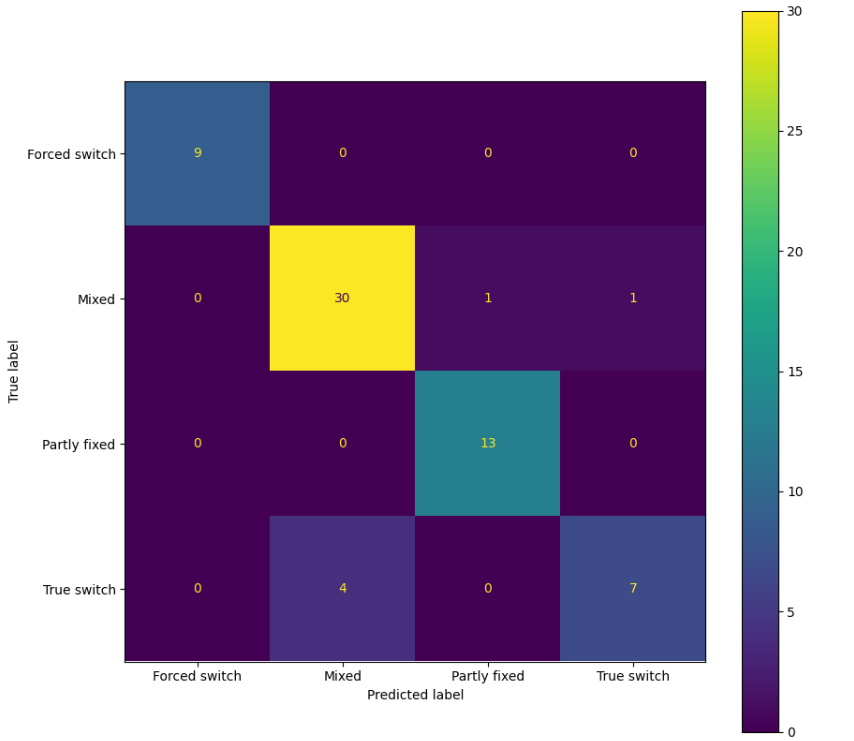 Forced switch 9 0 0 0
Mixed 0 30 1 1
Partly fixed 0 0 13 0
True switch 0 4 0 7
Forced switch Mixed Partly fixed True switch
Predicted label
True label
30
25
20
15
10
5
0